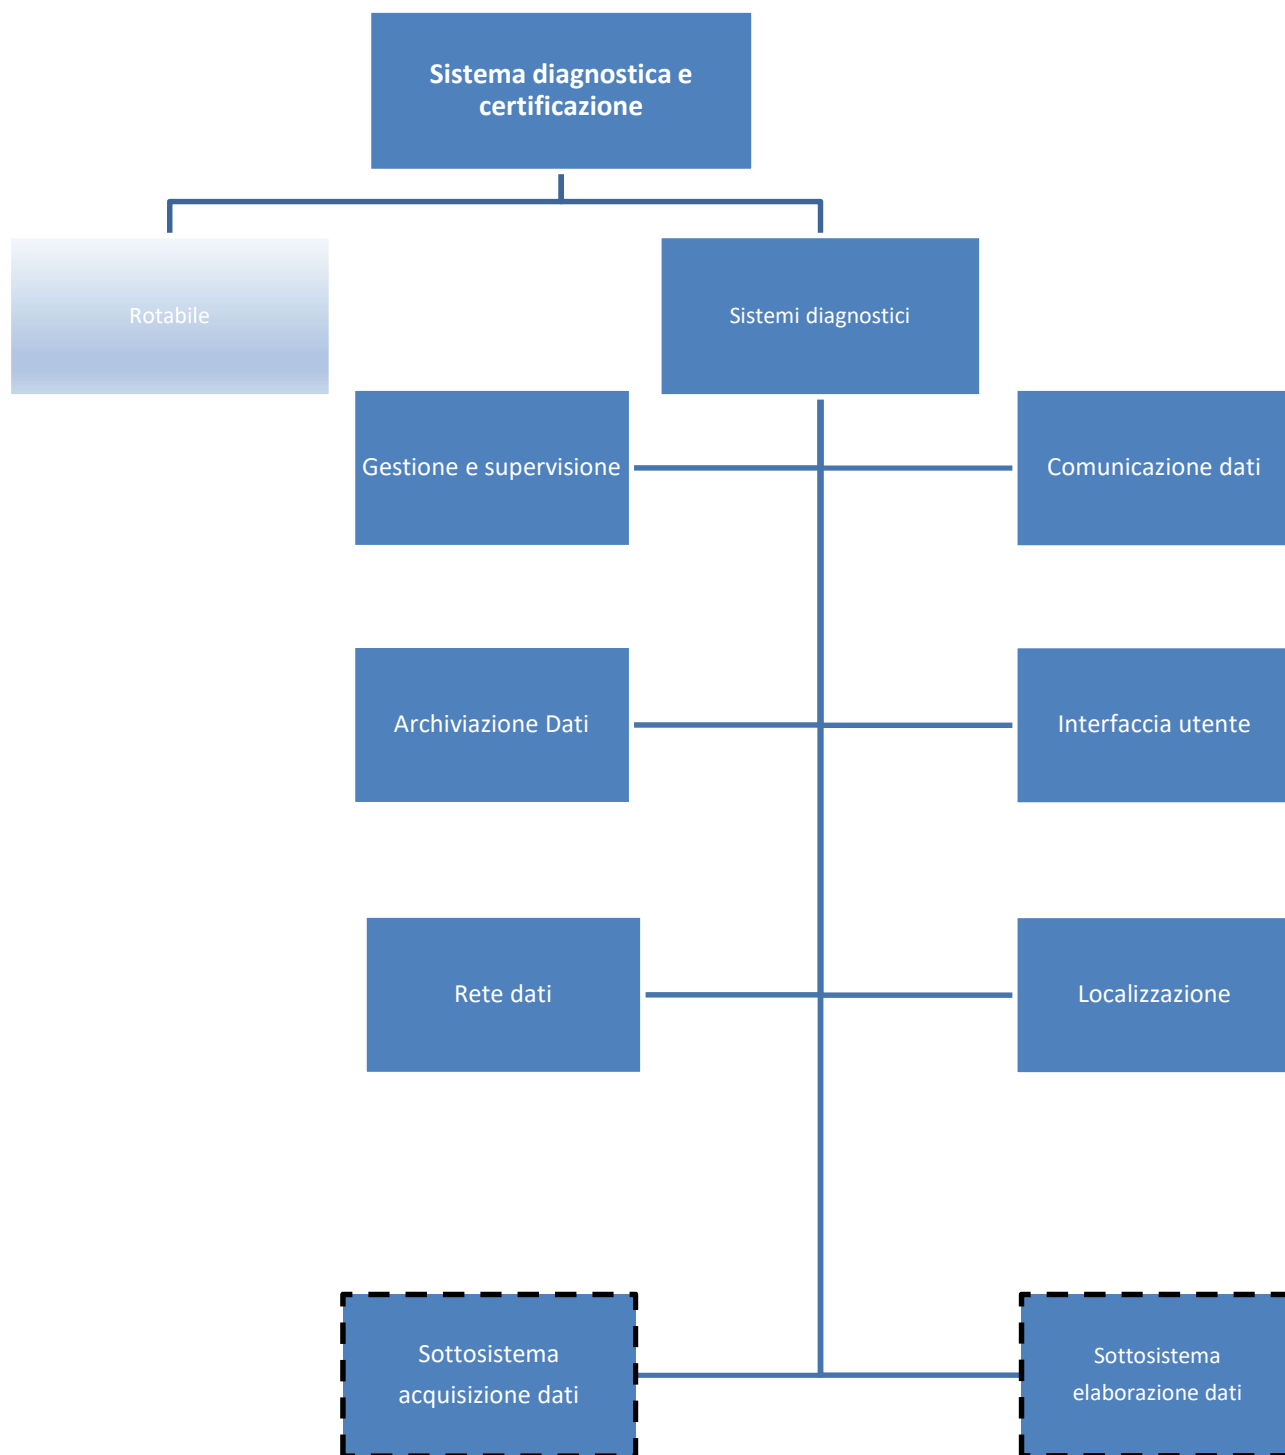 Sistema diagnostica e
certificazione
Rotabile
Sistemi diagnostici
Gestione e supervisione
Comunicazione dati
Archiviazione Dati
Interfaccia utente
Rete dati
Localizzazione
Sottosistema
acquisizione dati
Sottosistema
elaborazione dati